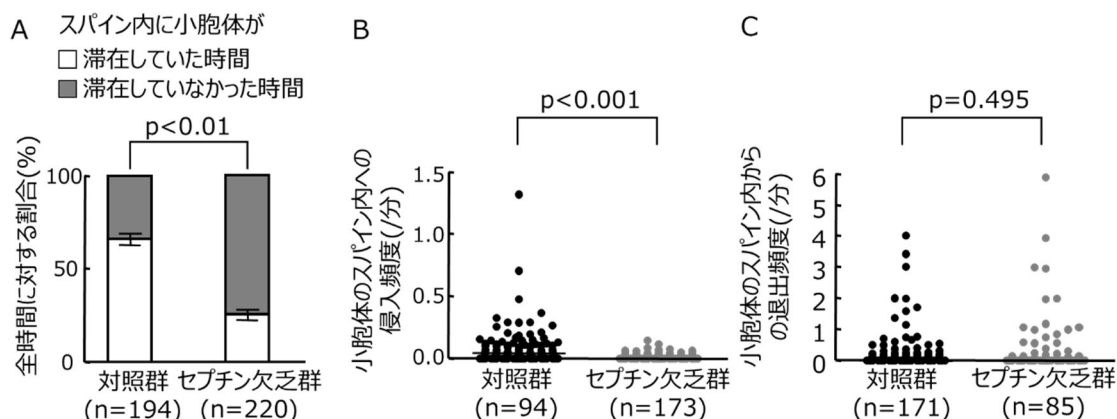 A
スパイン内に小胞体が
滞在していた時間
滞在していなかった時間
p<0.01
全時間に対する割合(%)
100
50
0
対照群
(n=194)
セプチン欠乏群
(n=220)
B
p<0.001
小胞体のスパイン内への
侵入頻度(/分)
1.5
1.0
0.5
0.0
対照群
(n=94)
セプチン欠乏群
(n=173)
C
p=0.495
小胞体のスパイン内から
の退出頻度(/分)
6
5
4
3
2
1
0
対照群
(n=171)
セプチン欠乏群
(n=85)